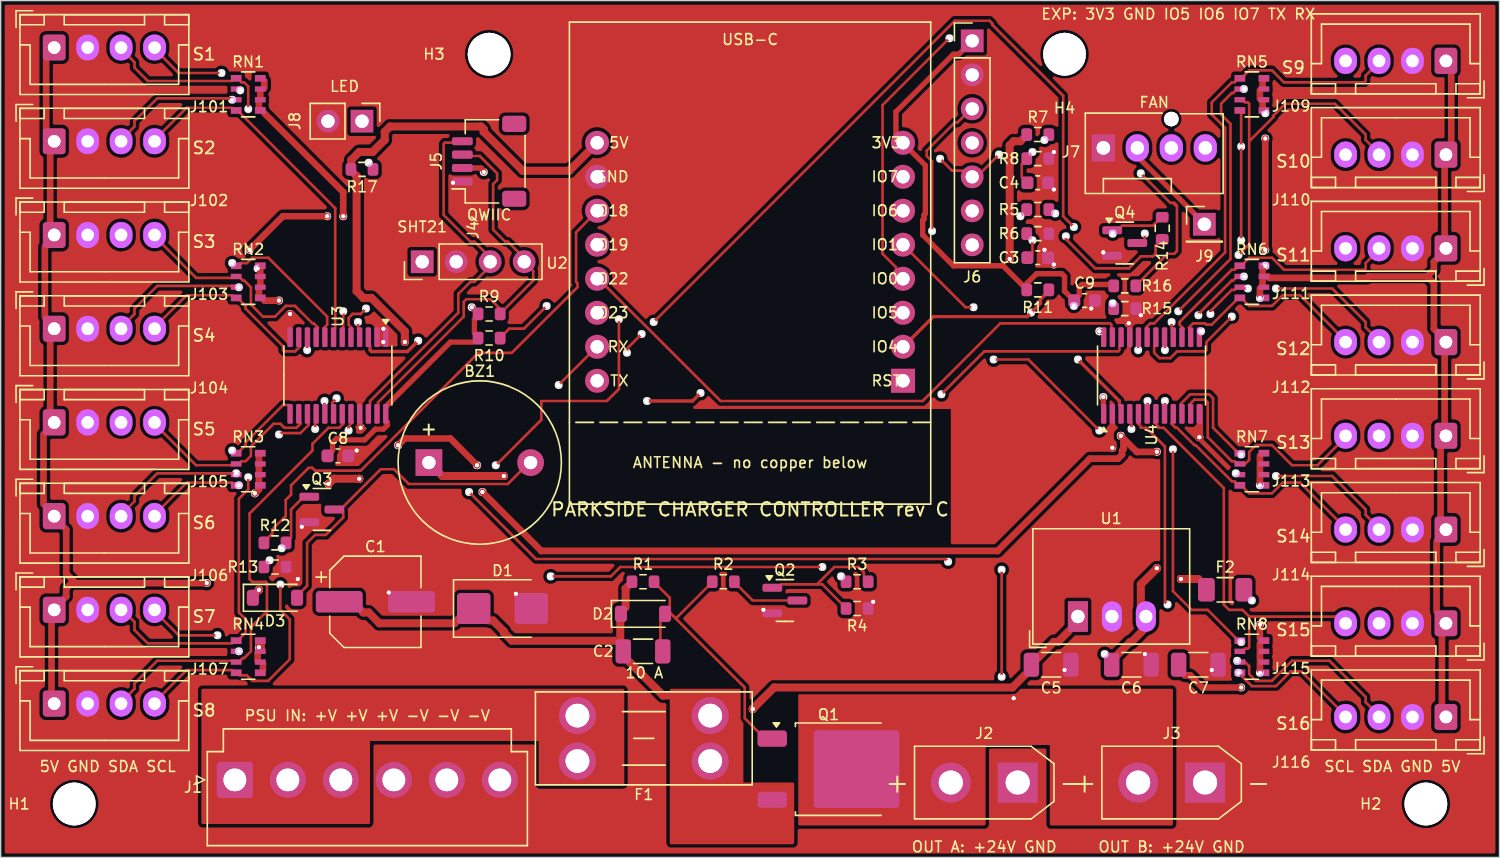 EXP: 3V3 GND IO5 IO6 IO7 TX RX
USB-C
S1
H3
RN1
LED
J101
J8
S2
J5
R17
J102
QWIIC
SHT21
J4
S3
RN2
U2
J103
R9
U3
S4
R10
BZ1
J104
+
RN3
S5
C8
J105
Q3
S6
R12
R13
J106
C1
+
D1
D3
S7
RN4
J107
S8
5V
GND
IO18
IO19
IO22
IO23
RX
TX
3V3
IO7
IO6
IO1
IO0
IO5
IO4
RST
ANTENNA - no copper below
PARKSIDE CHARGER CONTROLLER rev C
R7
H4
FAN
J7
R8
C4
R5
R6
C3
J6
R11
C9
Q4
R14
J9
R16
R15
RN5
S9
J109
S10
J110
RN6
S11
J111
S12
J112
U4
RN7
S13
J113
S14
J114
U1
F2
RN8
S15
J115
S16
J116
R1
R2
Q2
R3
R4
D2
C2
10 A
C5
C6
C7
PSU IN: +V +V +V -V -V -V
J1
F1
Q1
J2
J3
+
-
+
-
5V GND SDA SCL
H1
SCL SDA GND 5V
H2
OUT A: +24V GND
OUT B: +24V GND